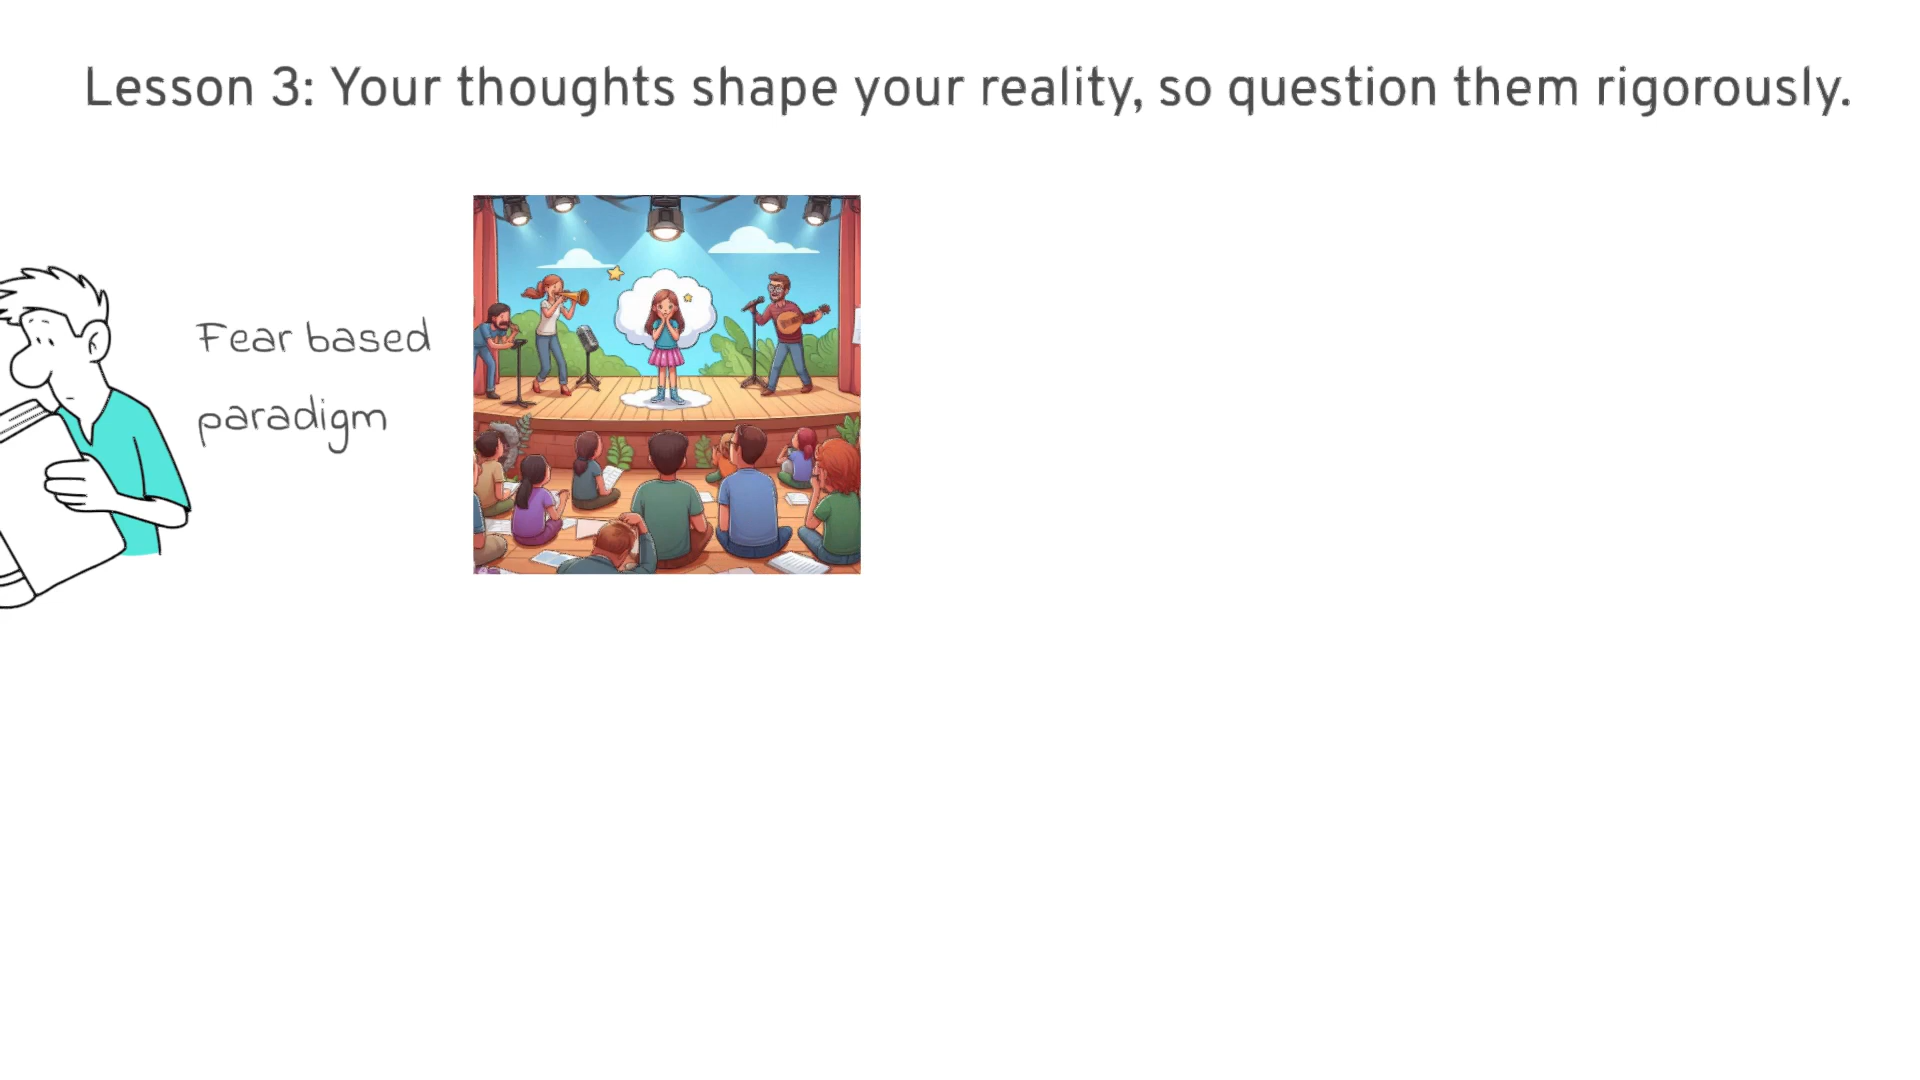 Lesson 3: Your thoughts shape your reality, so question them rigorously.
Fear based
paradigm